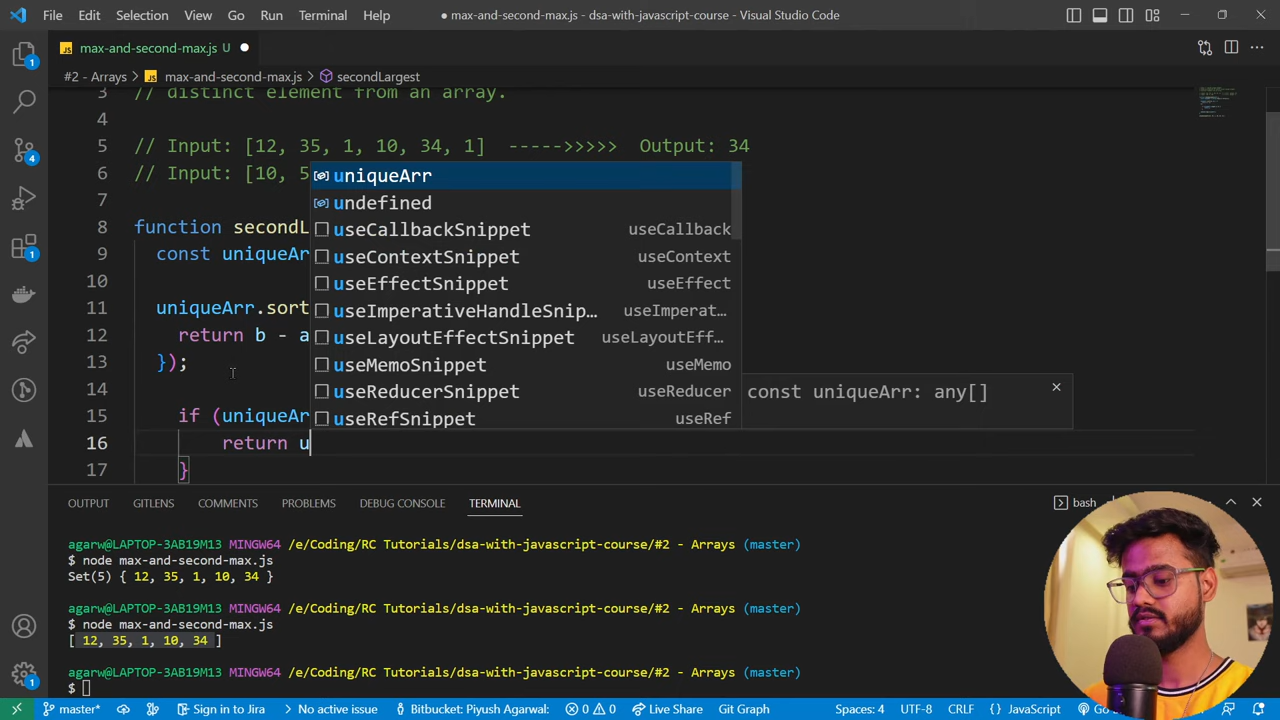 File Edit Selection View Go Run Terminal Help
● max-and-second-max.js - dsa-with-javascript-course - Visual Studio Code
JS max-and-second-max.js U ●
#2 - Arrays > JS max-and-second-max.js > secondLargest
3 // distinct element from an array.
4
5 // Input: [12, 35, 1, 10, 34, 1] ----->>>>> Output: 34
6 // Input: [10, 5
7
8 function secondL
9 const uniqueAr
10
11 uniqueArr.sort
12 return b - a
13 });
14
15 if (uniqueAr
16 return u
17 }
uniqueArr
undefined
useCallbackSnippet useCallback
useContextSnippet useContext
useEffectSnippet useEffect
useImperativeHandleSnip… useImperat…
useLayoutEffectSnippet useLayoutEff…
useMemoSnippet useMemo
useReducerSnippet useReducer
useRefSnippet useRef
const uniqueArr: any[]
OUTPUT GITLENS COMMENTS PROBLEMS DEBUG CONSOLE TERMINAL
bash
agarw@LAPTOP-3AB19M13 MINGW64 /e/Coding/RC Tutorials/dsa-with-javascript-course/#2 - Arrays (master)
$ node max-and-second-max.js
Set(5) { 12, 35, 1, 10, 34 }
agarw@LAPTOP-3AB19M13 MINGW64 /e/Coding/RC Tutorials/dsa-with-javascript-course/#2 - Arrays (master)
$ node max-and-second-max.js
[ 12, 35, 1, 10, 34 ]
agarw@LAPTOP-3AB19M13 MINGW64 /e/Coding/RC Tutorials/dsa-with-javascript-course/#2 - Arrays (master)
$
1
4
1
1
master* Sign in to Jira No active issue Bitbucket: Piyush Agarwal: 0 0 Live Share Git Graph Spaces: 4 UTF-8 CRLF JavaScript